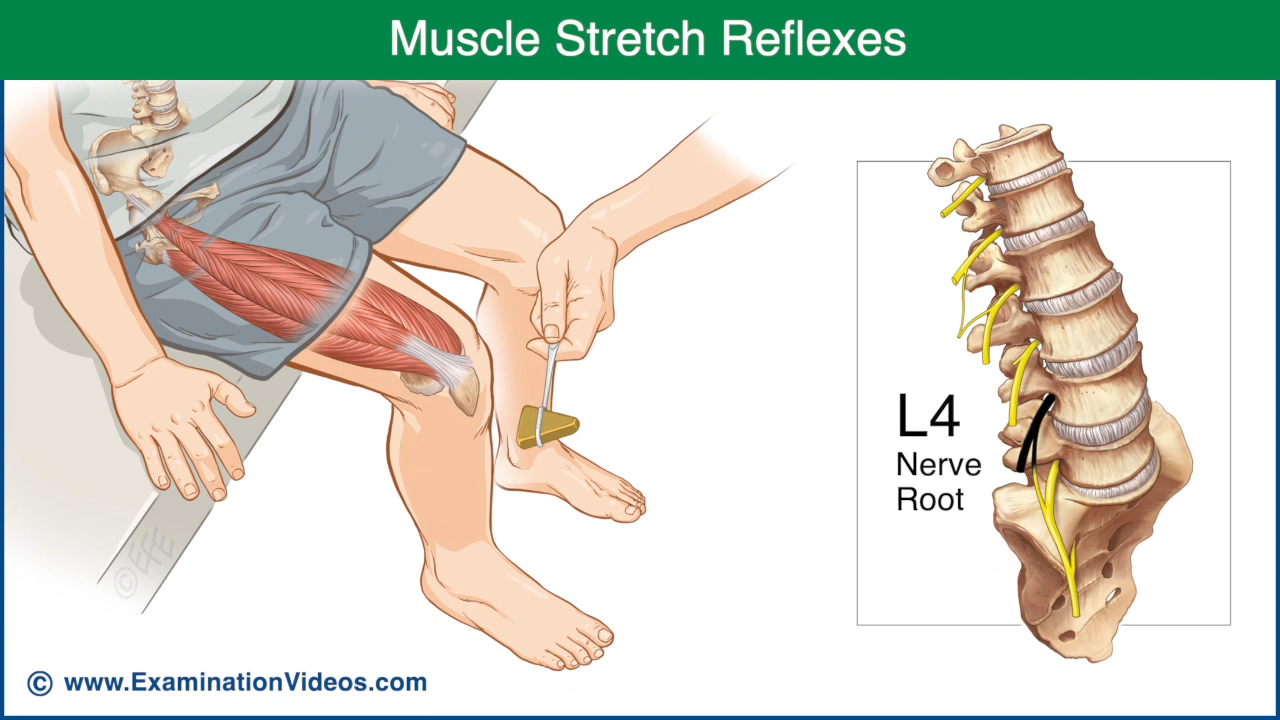 Muscle Stretch Reflexes
L4
Nerve
Root
© EFE
© www.ExaminationVideos.com